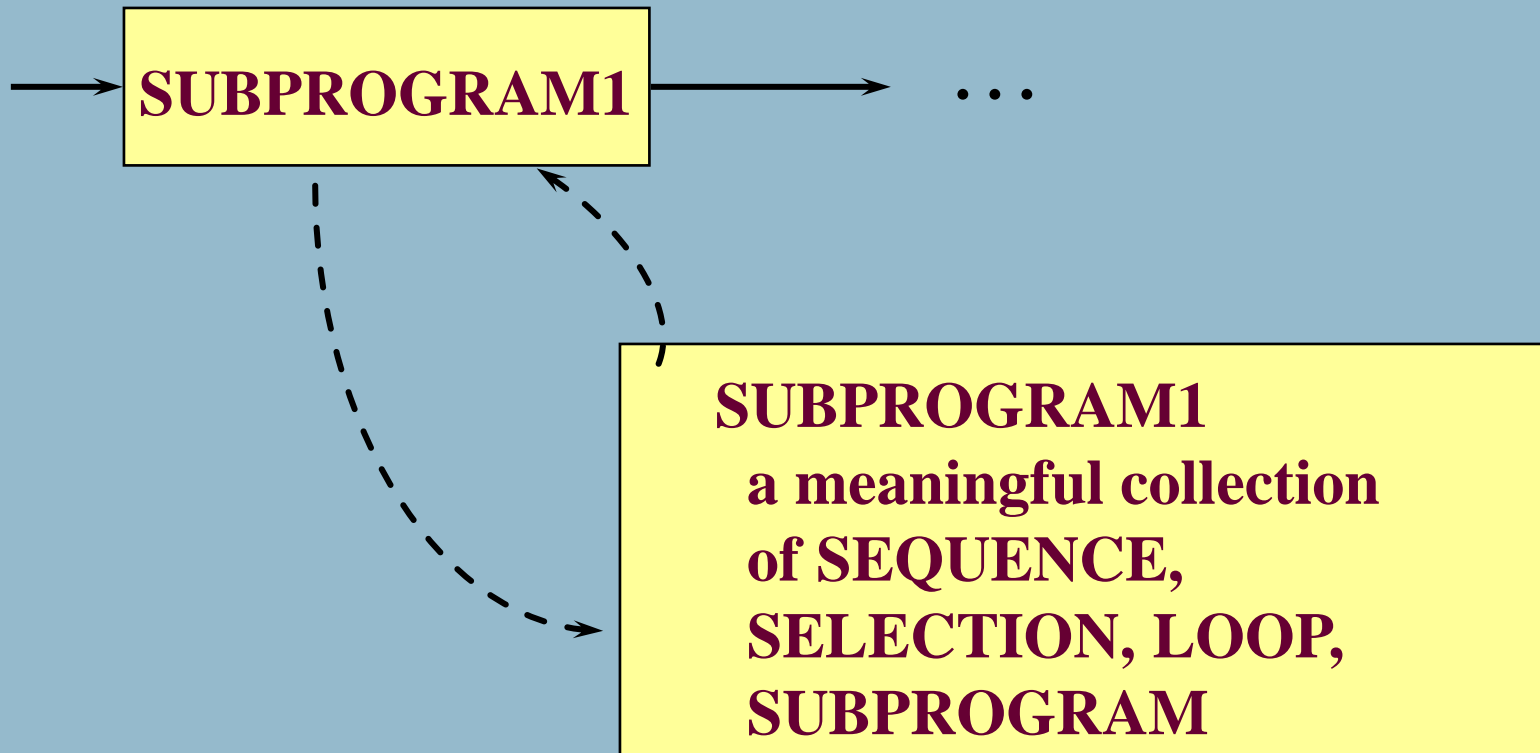 SUBPROGRAM1
. . .
SUBPROGRAM1
a meaningful collection
of SEQUENCE,
SELECTION, LOOP,
SUBPROGRAM